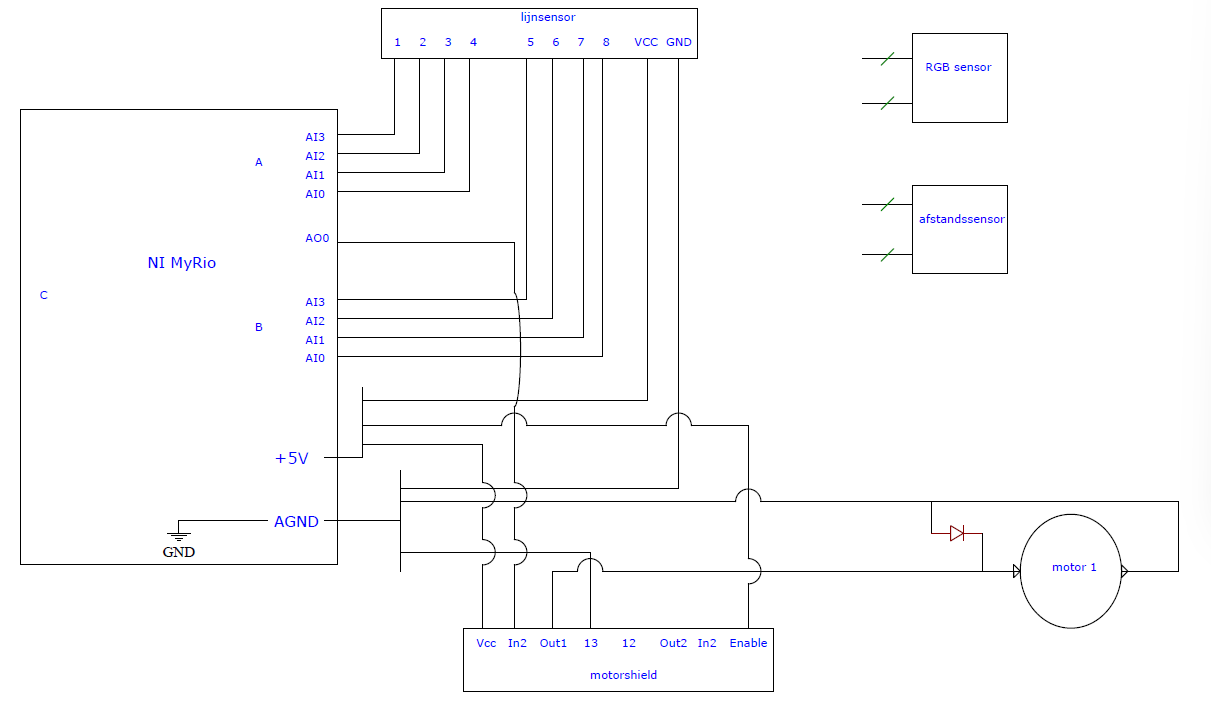 lijnsensor
1 2 3 4 5 6 7 8 VCC GND
RGB sensor
AI3
AI2
A
AI1
AI0
afstandssensor
AO0
NI MyRio
C
AI3
AI2
B
AI1
AI0
+5V
AGND
GND
motor 1
Vcc In2 Out1 13 12 Out2 In2 Enable
motorshield